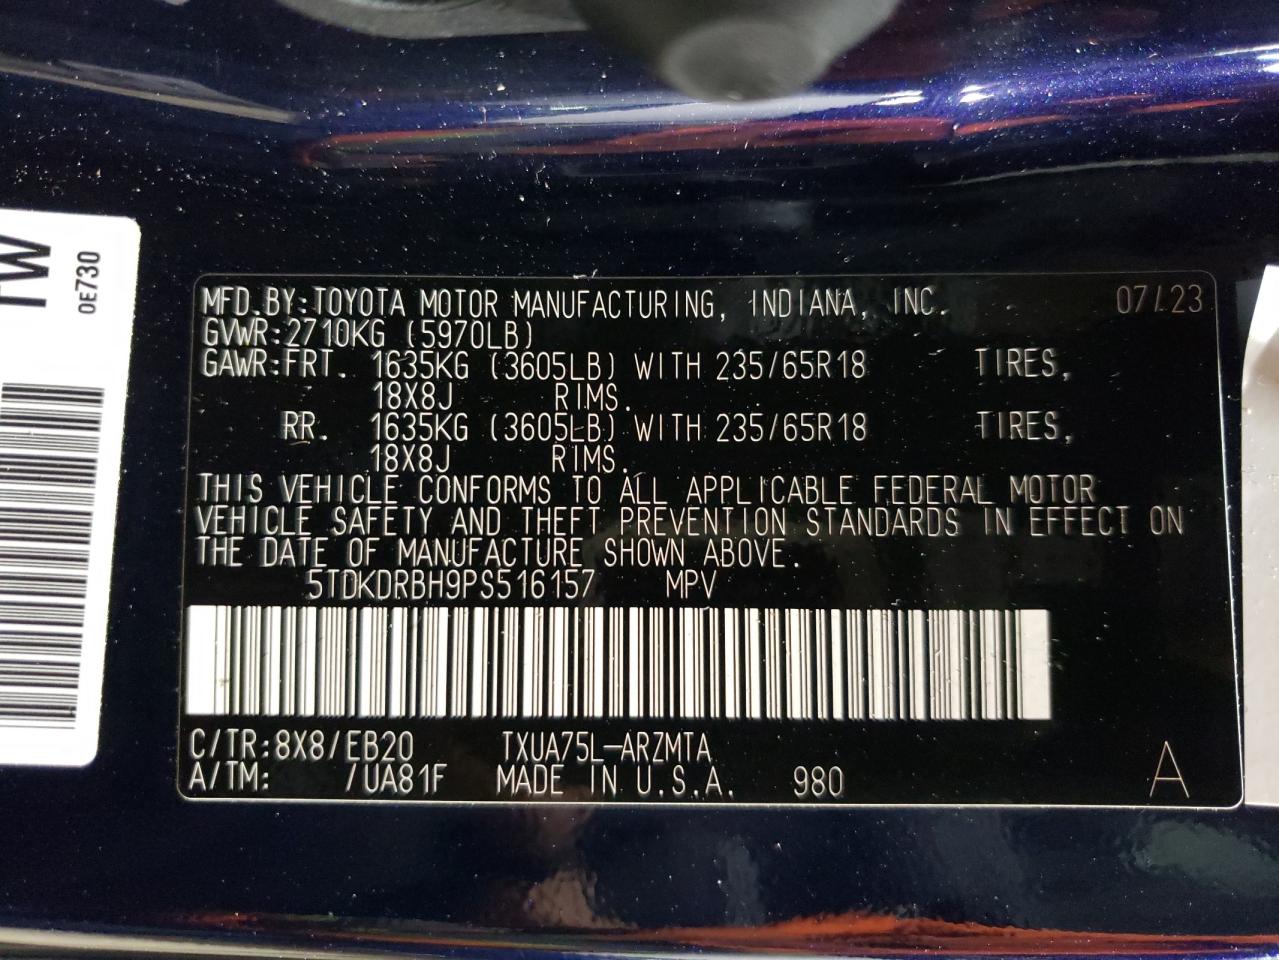 TW
OE730
MFD.BY:TOYOTA MOTOR MANUFACTURING, INDIANA, INC. 07/23
GVWR:2710KG (5970LB)
GAWR:FRT. 1635KG (3605LB) WITH 235/65R18 TIRES,
18X8J RIMS.
RR. 1635KG (3605LB) WITH 235/65R18 TIRES,
18X8J RIMS.
THIS VEHICLE CONFORMS TO ALL APPLICABLE FEDERAL MOTOR
VEHICLE SAFETY AND THEFT PREVENTION STANDARDS IN EFFECT ON
THE DATE OF MANUFACTURE SHOWN ABOVE.
5TDKDRBH9PS516157 MPV
C/TR:8X8/EB20 TXUA75L-ARZMTA
A/TM: /UA81F MADE IN U.S.A. 980 A